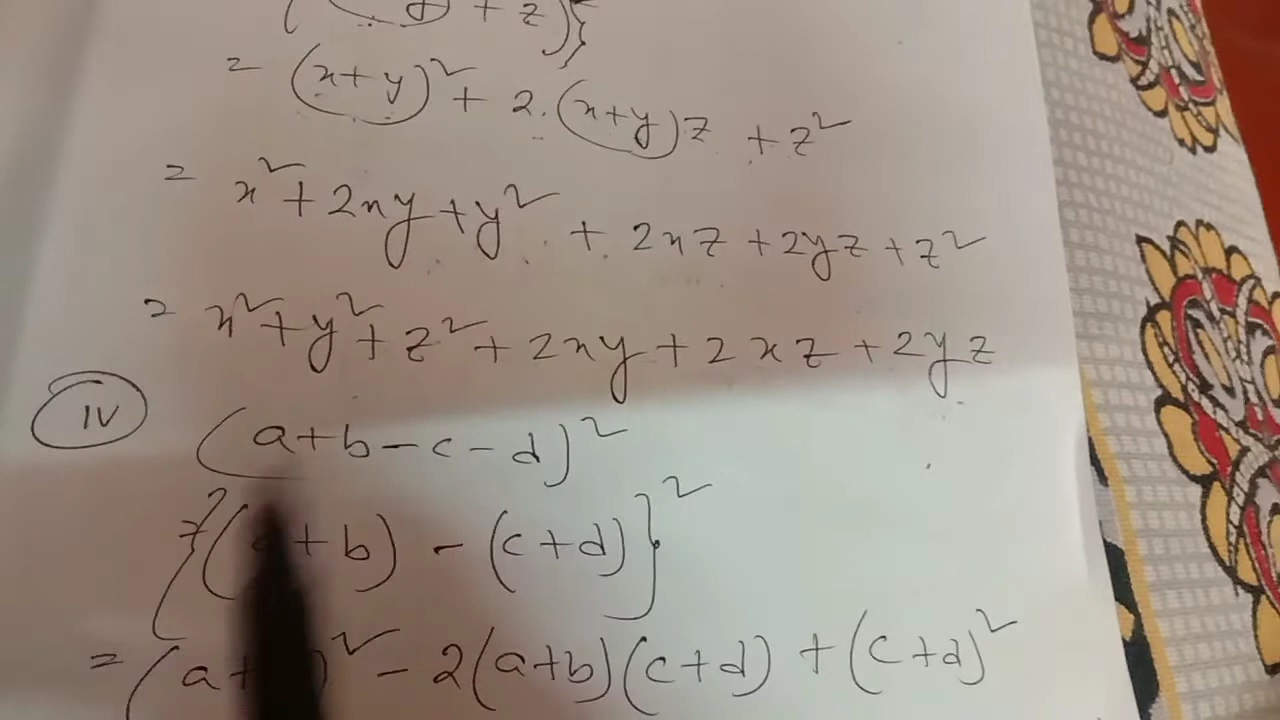 y + z)}
= (x+y)² + 2.(x+y)z + z²
= x² + 2xy + y² + 2xz + 2yz + z²
= x² + y² + z² + 2xy + 2xz + 2yz
iv (a+b-c-d)²
{(a+b) - (c+d)}²
= (a+ )² - 2(a+b)(c+d) + (c+d)²